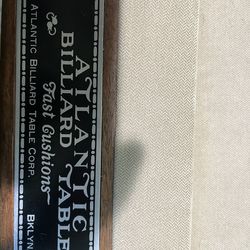 ATLANTIC
BILLIARD TABLE
Fast Cushions
ATLANTIC BILLIARD TABLE CORP. BKLYN